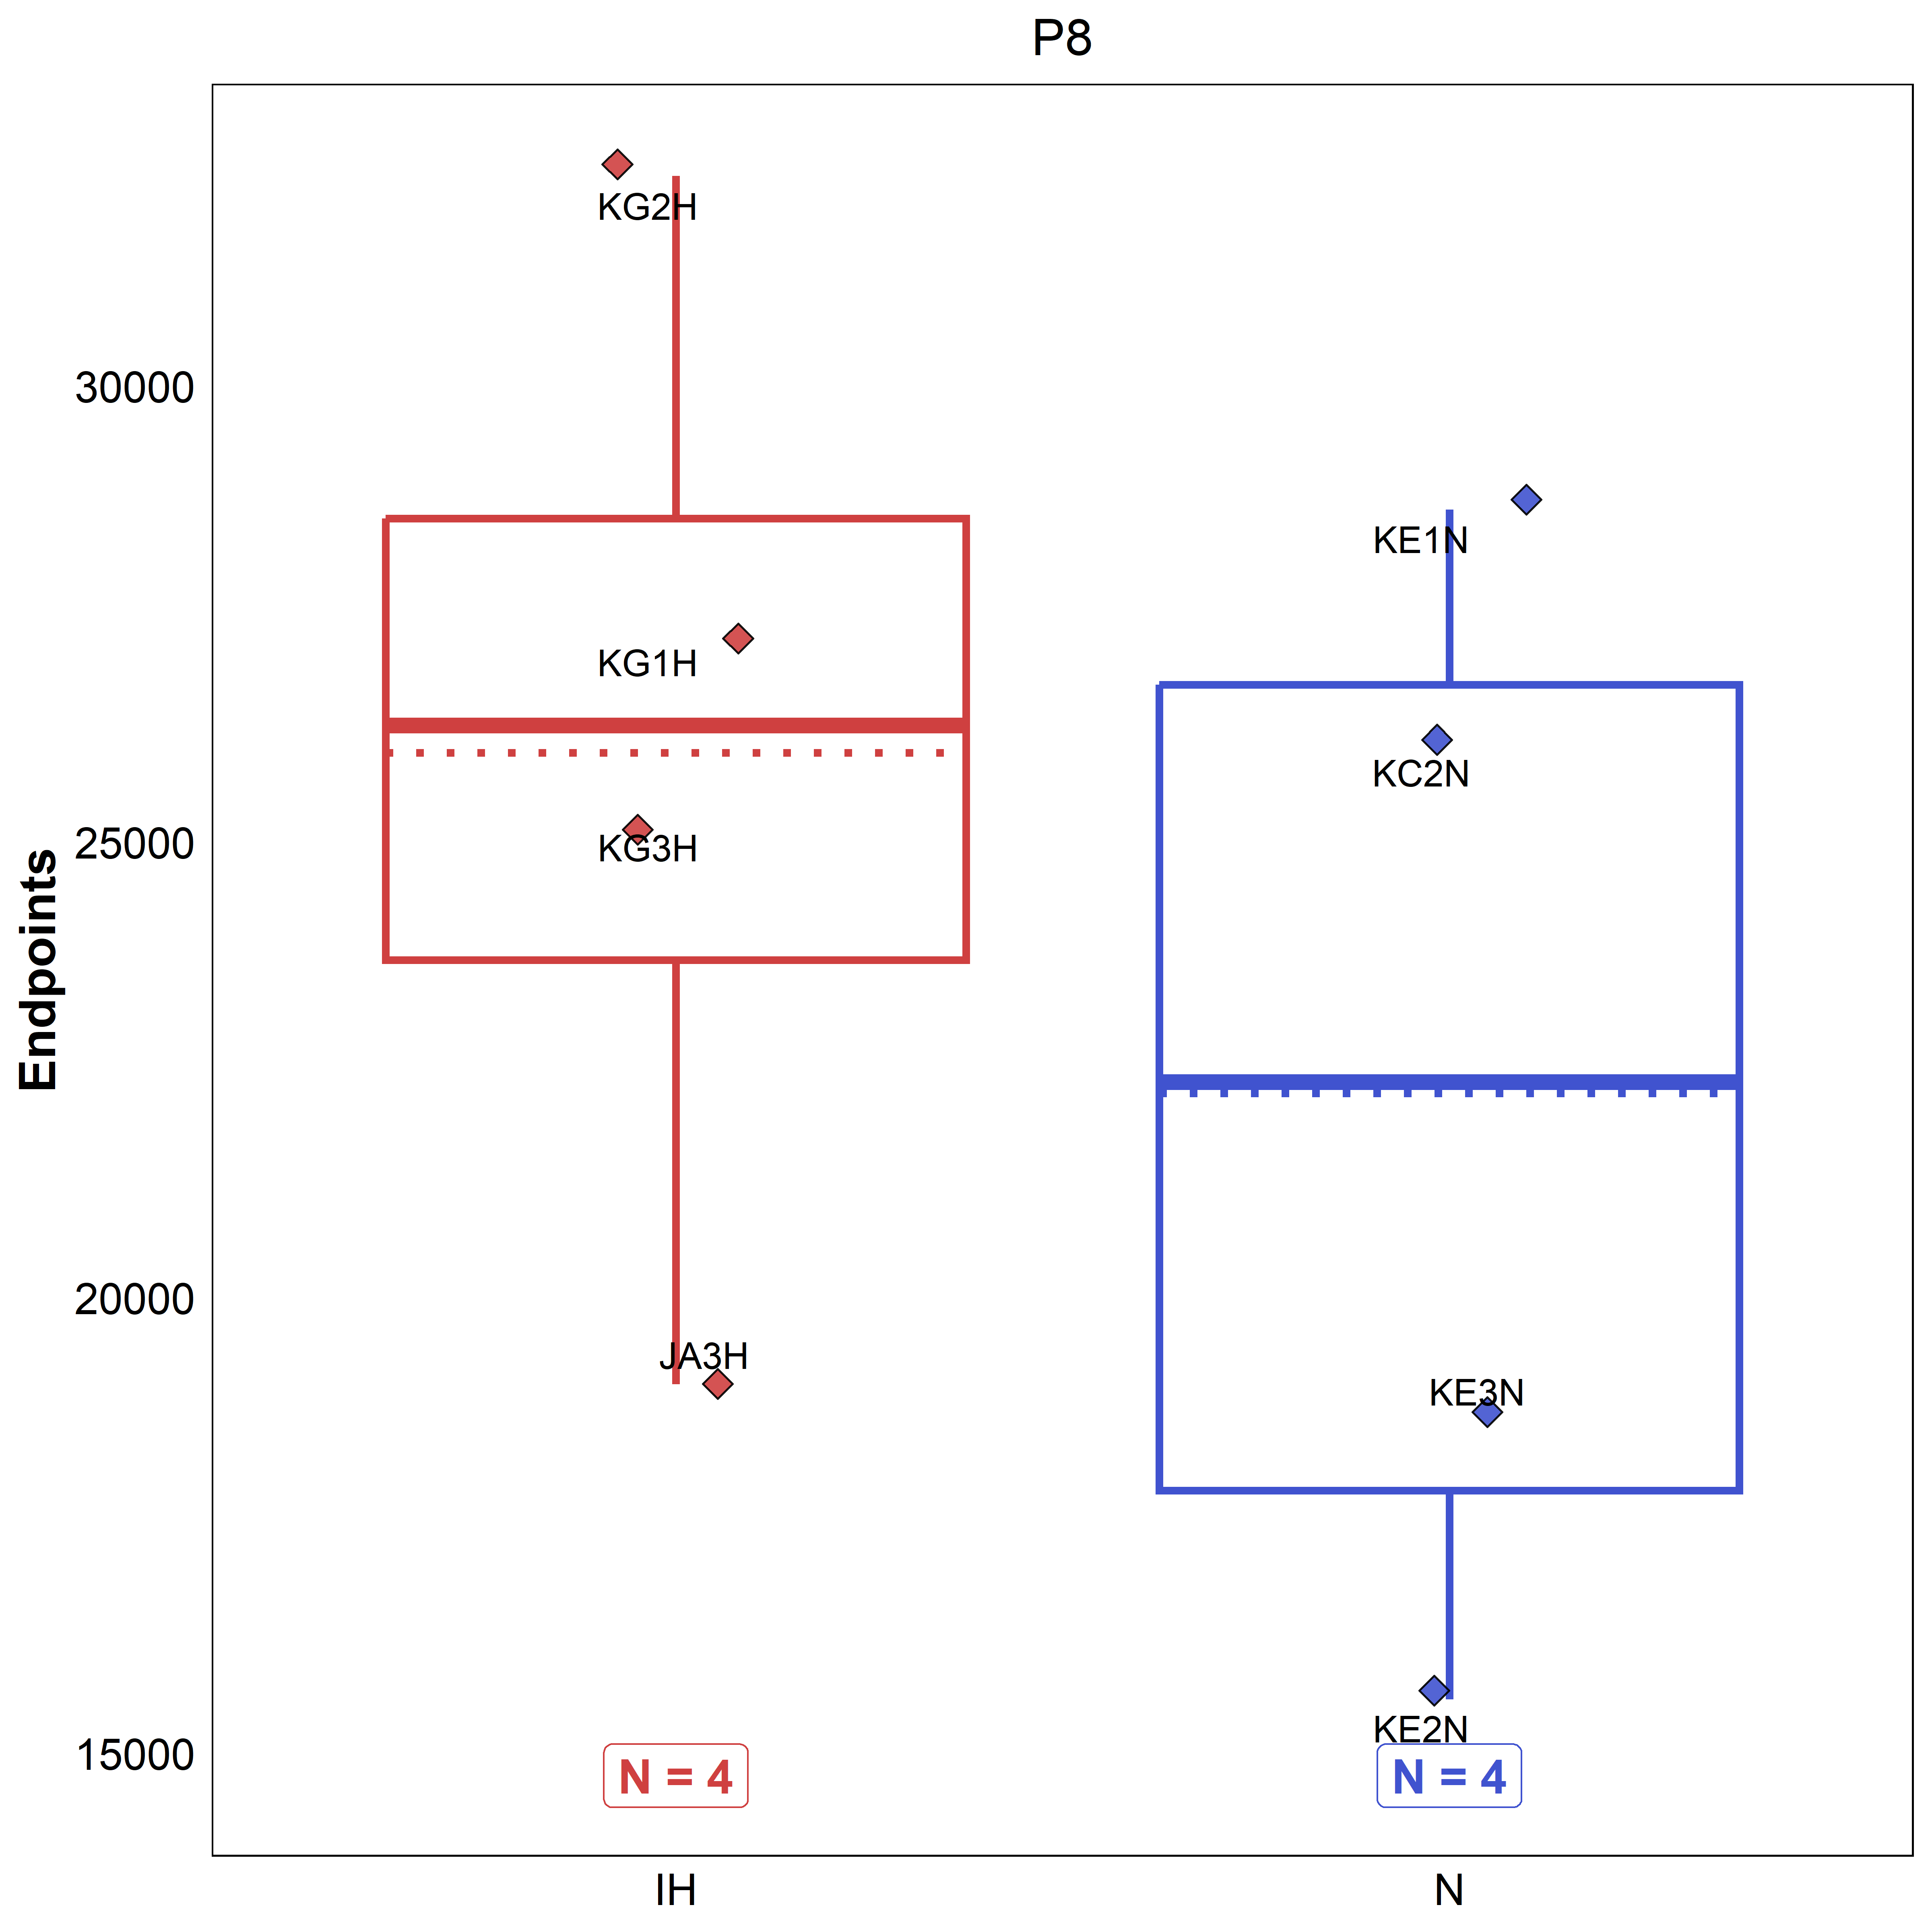 P8
Endpoints
30000
25000
20000
15000
KG2H
KG1H
KG3H
JA3H
KE1N
KC2N
KE3N
KE2N
N = 4
N = 4
IH
N